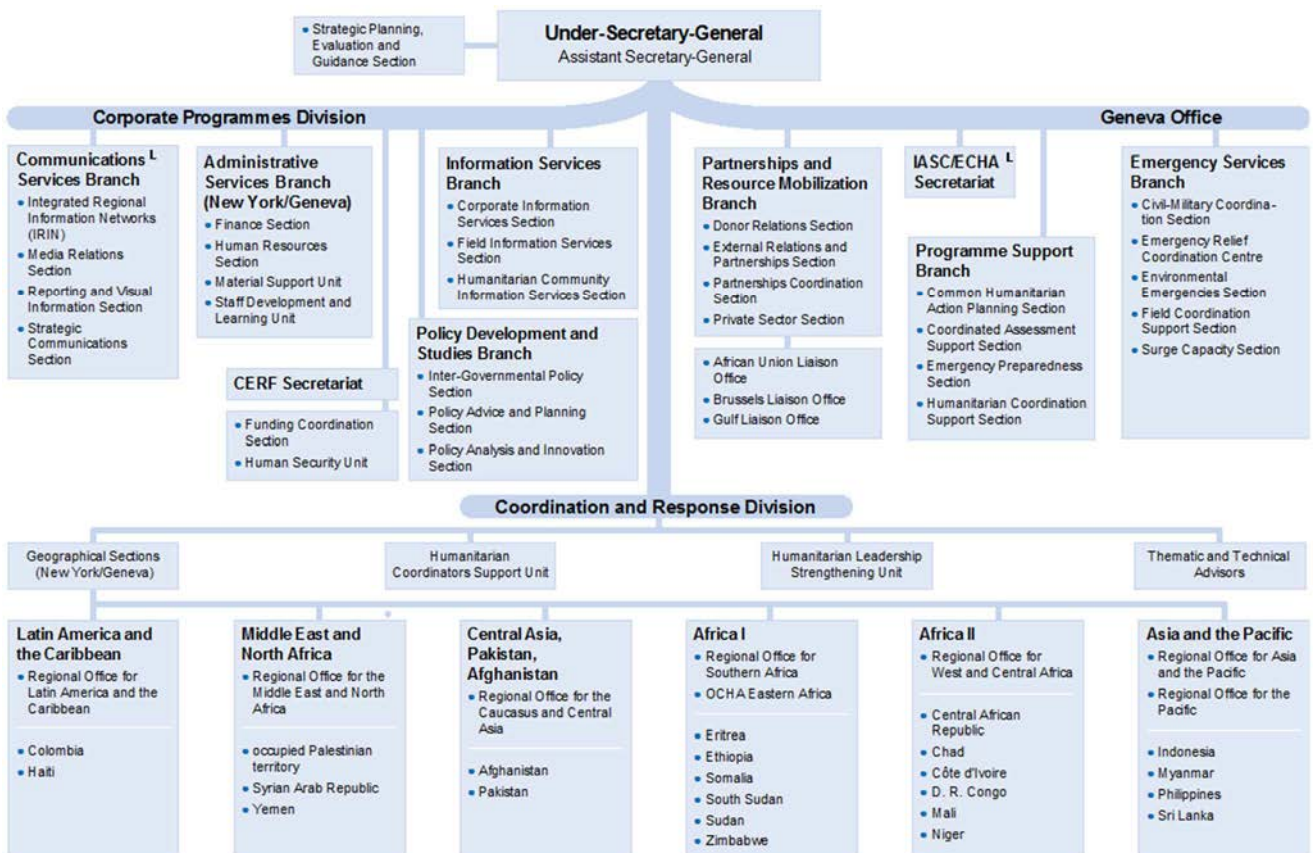 Strategic Planning,
Evaluation and
Guidance Section
Under-Secretary-General
Assistant Secretary-General
Corporate Programmes Division
Geneva Office
Communications L
Services Branch
Integrated Regional
Information Networks
(IRIN)
Media Relations
Section
Reporting and Visual
Information Section
Strategic
Communications
Section
Administrative
Services Branch
(New York/Geneva)
Finance Section
Human Resources
Section
Material Support Unit
Staff Development and
Learning Unit
CERF Secretariat
Funding Coordination
Section
Human Security Unit
Information Services
Branch
Corporate Information
Services Section
Field Information Services
Section
Humanitarian Community
Information Services Section
Policy Development and
Studies Branch
Inter-Governmental Policy
Section
Policy Advice and Planning
Section
Policy Analysis and Innovation
Section
Partnerships and
Resource Mobilization
Branch
Donor Relations Section
External Relations and
Partnerships Section
Partnerships Coordination
Section
Private Sector Section
African Union Liaison
Office
Brussels Liaison Office
Gulf Liaison Office
IASC/ECHA L
Secretariat
Programme Support
Branch
Common Humanitarian
Action Planning Section
Coordinated Assessment
Support Section
Emergency Preparedness
Section
Humanitarian Coordination
Support Section
Emergency Services
Branch
Civil-Military Coordina-
tion Section
Emergency Relief
Coordination Centre
Environmental
Emergencies Section
Field Coordination
Support Section
Surge Capacity Section
Coordination and Response Division
Geographical Sections
(New York/Geneva)
Humanitarian
Coordinators Support Unit
Humanitarian Leadership
Strengthening Unit
Thematic and Technical
Advisors
Latin America and
the Caribbean
Regional Office for
Latin America and the
Caribbean
Colombia
Haiti
Middle East and
North Africa
Regional Office for the
Middle East and North
Africa
occupied Palestinian
territory
Syrian Arab Republic
Yemen
Central Asia,
Pakistan,
Afghanistan
Regional Office for the
Caucasus and Central
Asia
Afghanistan
Pakistan
Africa I
Regional Office for
Southern Africa
OCHA Eastern Africa
Eritrea
Ethiopia
Somalia
South Sudan
Sudan
Zimbabwe
Africa II
Regional Office for
West and Central Africa
Central African
Republic
Chad
Côte d'Ivoire
D. R. Congo
Mali
Niger
Asia and the Pacific
Regional Office for Asia
and the Pacific
Regional Office for the
Pacific
Indonesia
Myanmar
Philippines
Sri Lanka